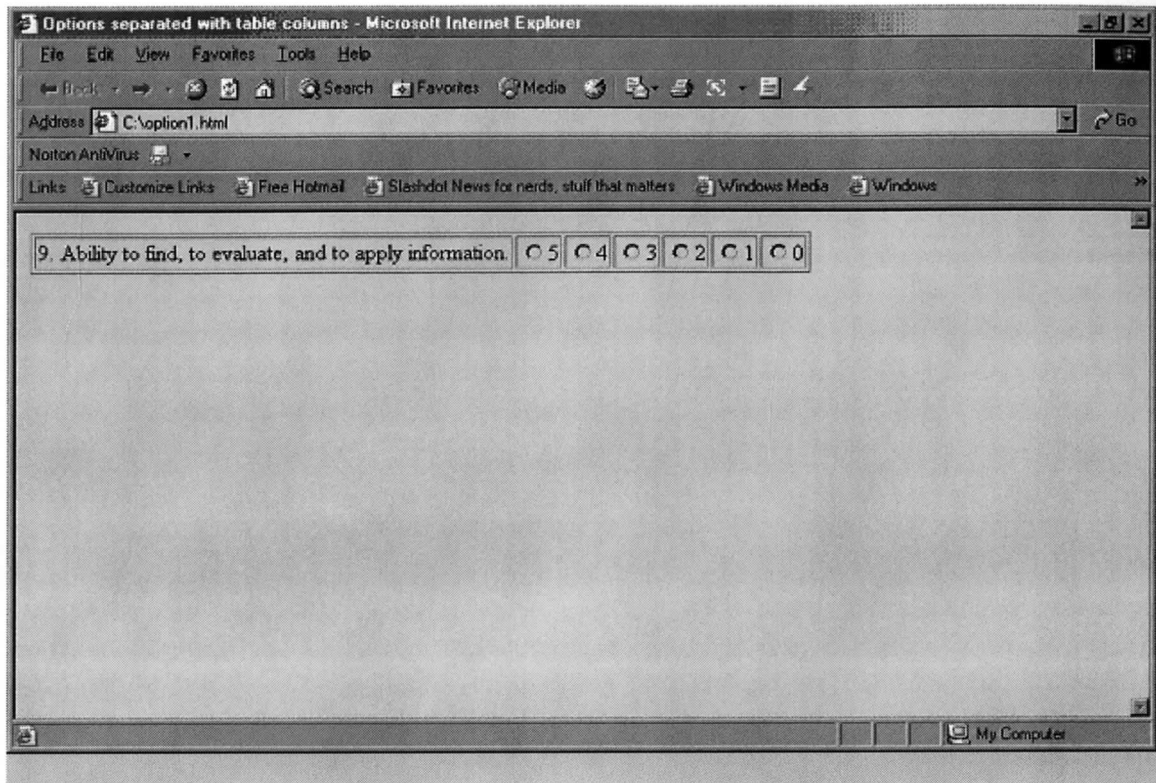 Options separated with table columns - Microsoft Internet Explorer
File Edit View Favorites Tools Help
Back Search Favorites Media
Address C:\option1.html Go
Norton AntiVirus
Links Customize Links Free Hotmail Slashdot News for nerds, stuff that matters Windows Media Windows
9. Ability to find, to evaluate, and to apply information. 5 4 3 2 1 0
My Computer